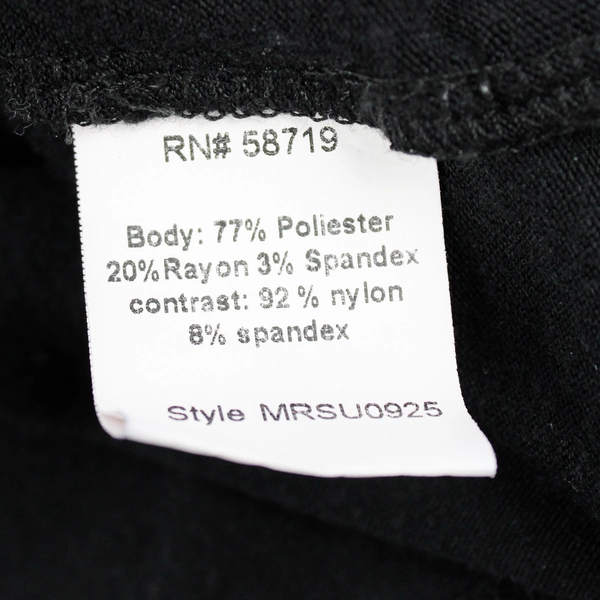 RN# 58719
Body: 77% Poliester
20%Rayon 3% Spandex
contrast: 92 % nylon
8% spandex
Style MRSU0925